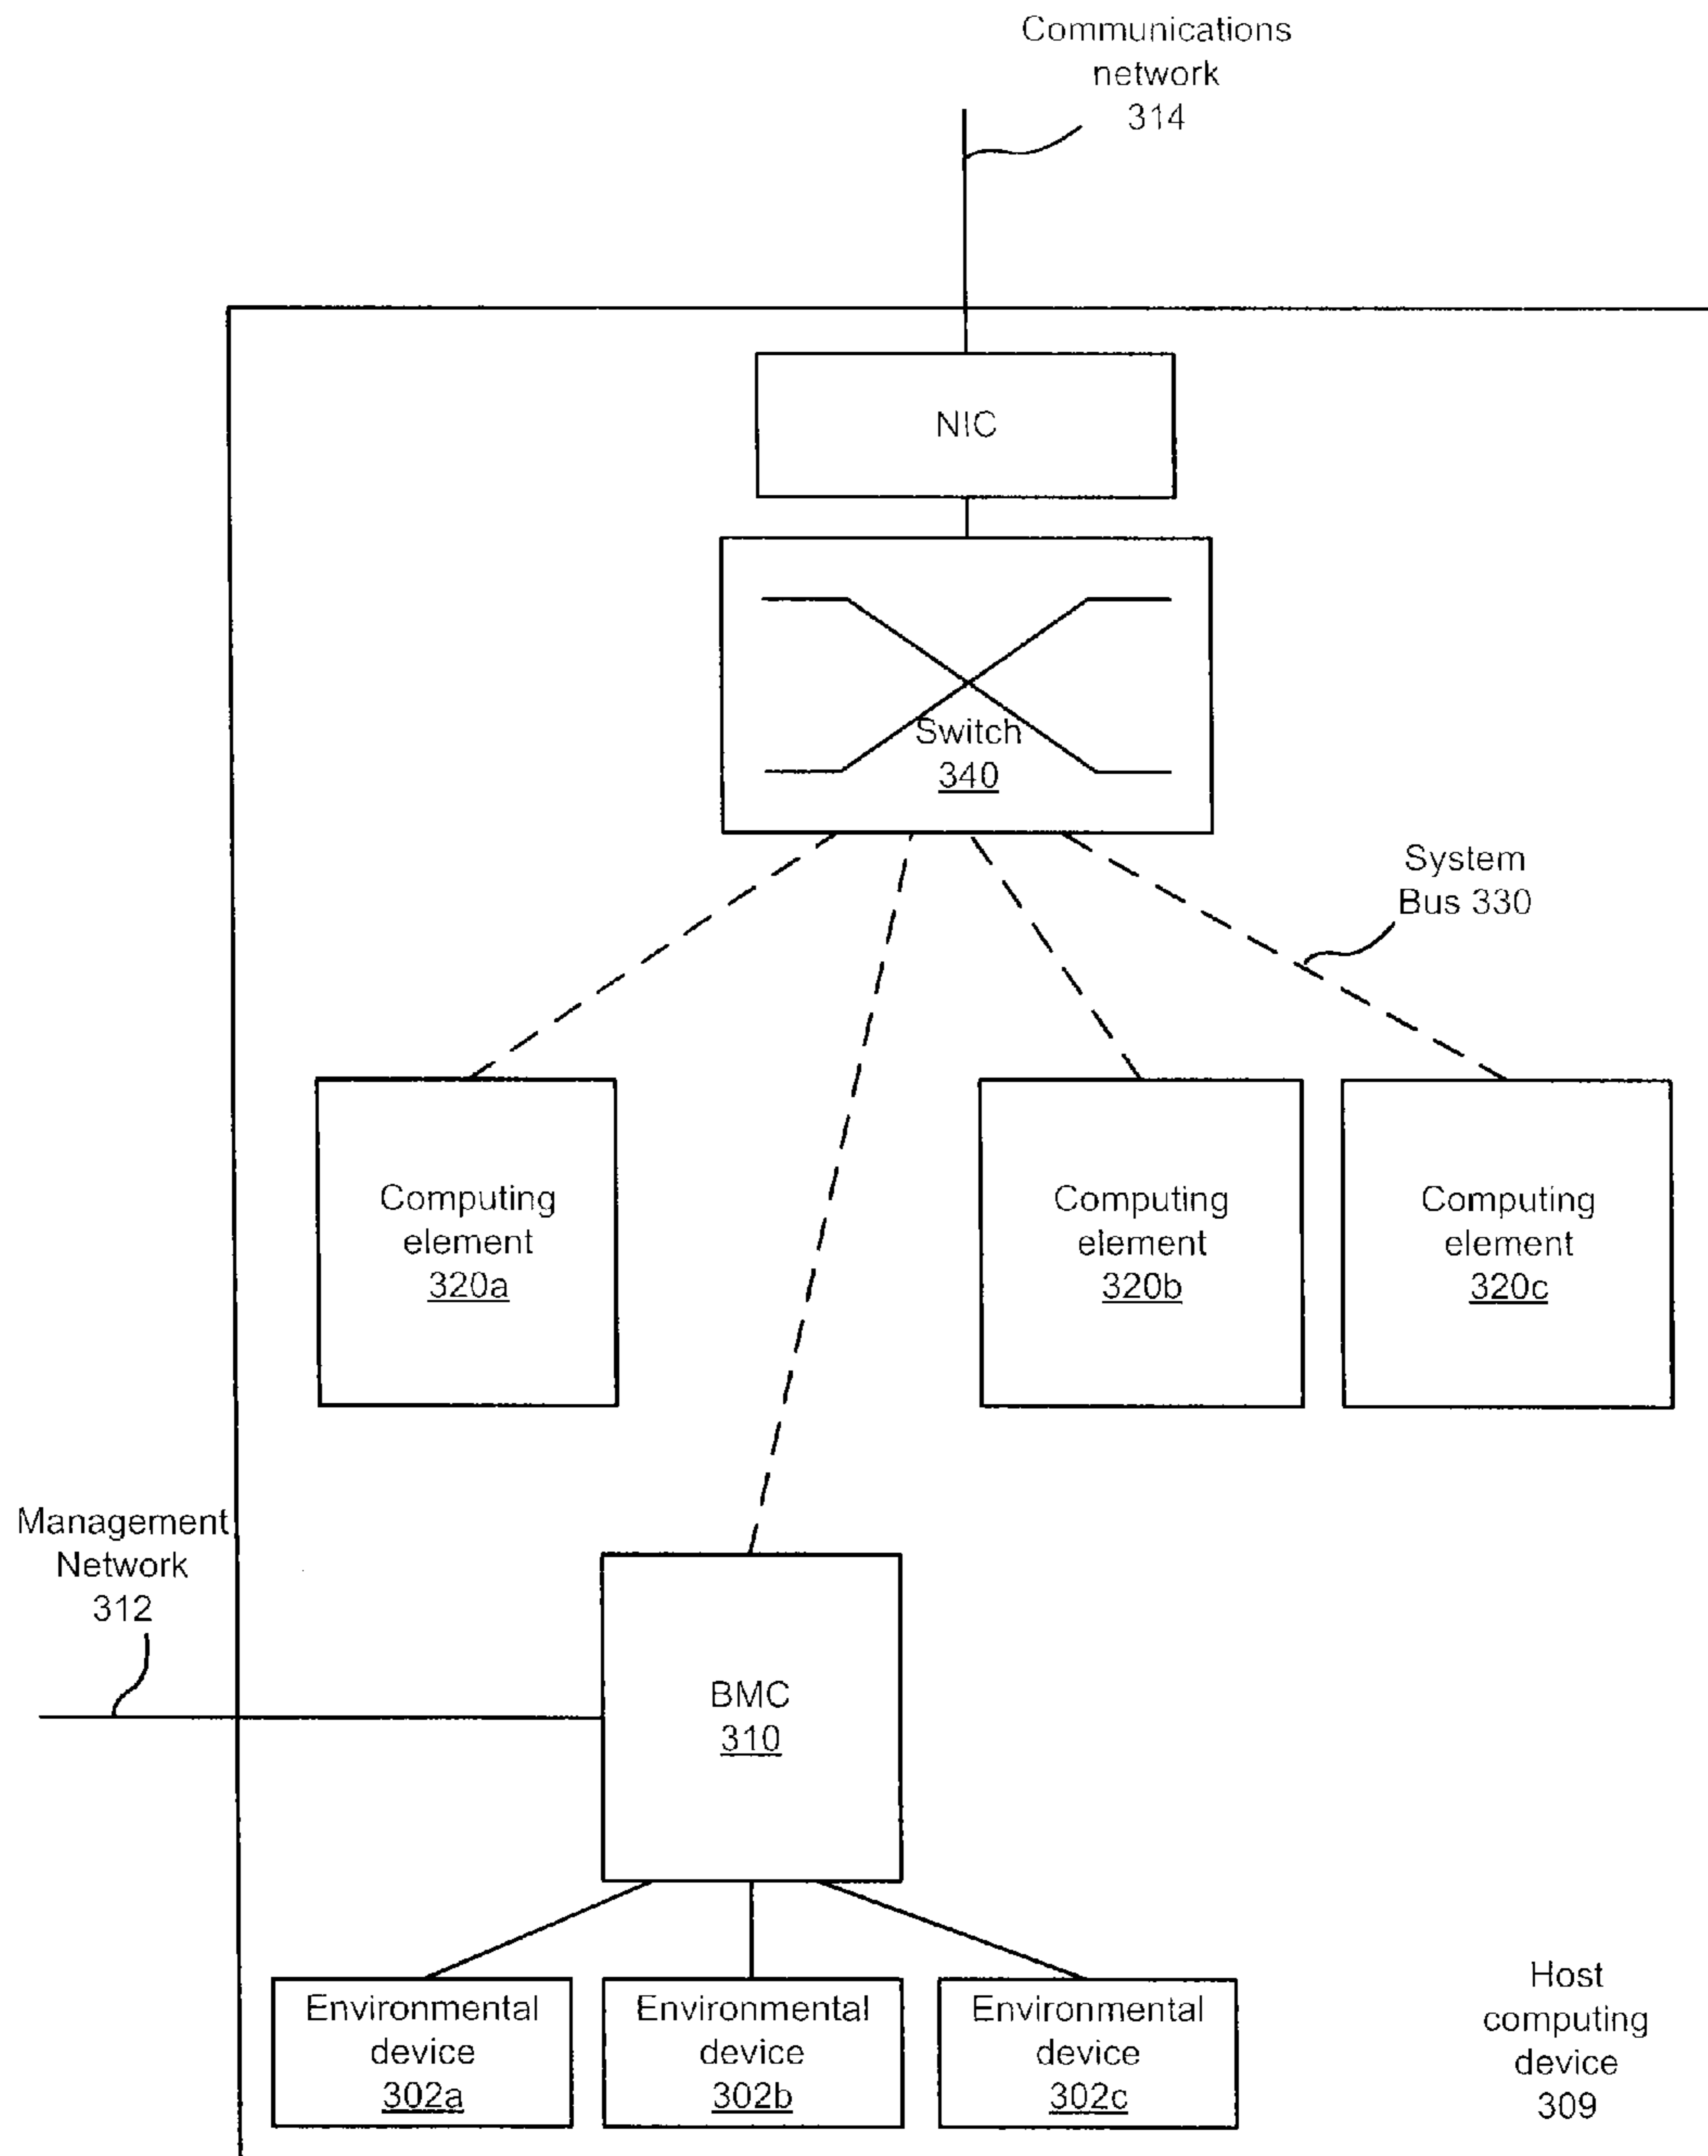 Communications
network
314
NIC
Switch
340
System
Bus 330
Computing
element
320a
Computing
element
320b
Computing
element
320c
Management
Network
312
BMC
310
Environmental
device
302a
Environmental
device
302b
Environmental
device
302c
Host
computing
device
309